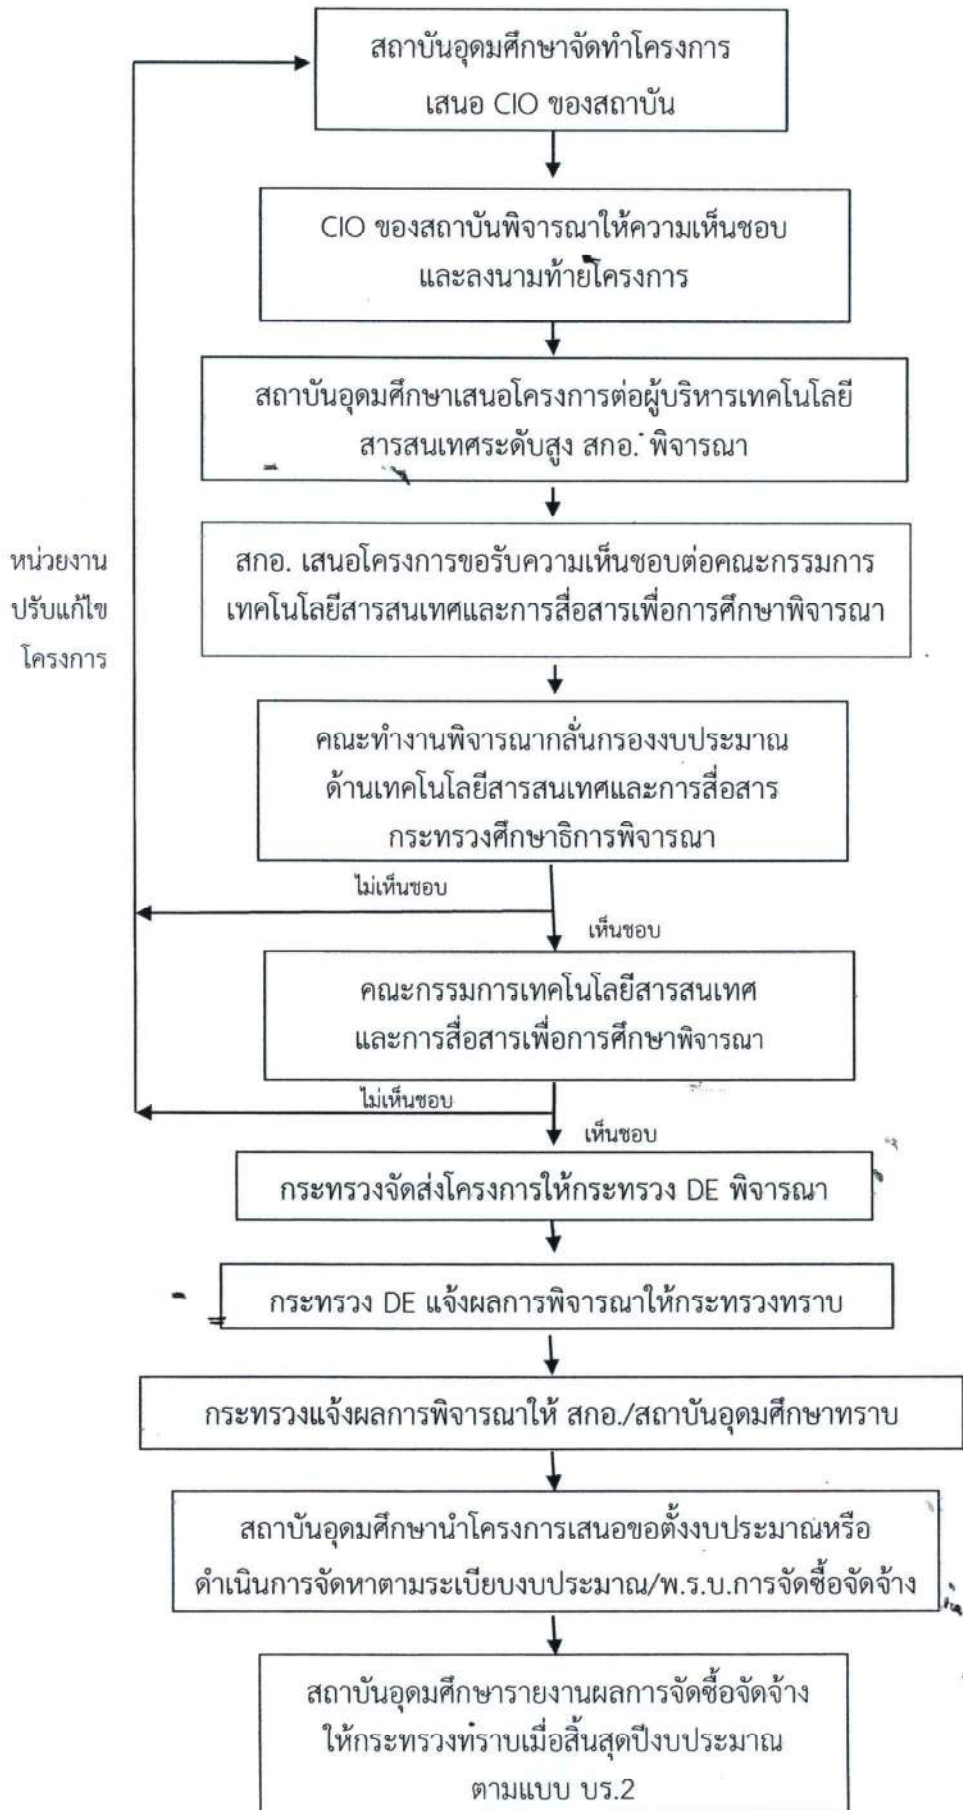 สถาบันอุดมศึกษาจัดทำโครงการ
เสนอ CIO ของสถาบัน
CIO ของสถาบันพิจารณาให้ความเห็นชอบ
และลงนามท้ายโครงการ
สถาบันอุดมศึกษาเสนอโครงการต่อผู้บริหารเทคโนโลยี
สารสนเทศระดับสูง สกอ. พิจารณา
สกอ. เสนอโครงการขอรับความเห็นชอบต่อคณะกรรมการ
เทคโนโลยีสารสนเทศและการสื่อสารเพื่อการศึกษาพิจารณา
หน่วยงาน
ปรับแก้ไข
โครงการ
คณะทำงานพิจารณากลั่นกรองงบประมาณ
ด้านเทคโนโลยีสารสนเทศและการสื่อสาร
กระทรวงศึกษาธิการพิจารณา
ไม่เห็นชอบ
เห็นชอบ
คณะกรรมการเทคโนโลยีสารสนเทศ
และการสื่อสารเพื่อการศึกษาพิจารณา
ไม่เห็นชอบ
เห็นชอบ
กระทรวงจัดส่งโครงการให้กระทรวง DE พิจารณา
กระทรวง DE แจ้งผลการพิจารณาให้กระทรวงทราบ
กระทรวงแจ้งผลการพิจารณาให้ สกอ./สถาบันอุดมศึกษาทราบ
สถาบันอุดมศึกษานำโครงการเสนอขอตั้งงบประมาณหรือ
ดำเนินการจัดหาตามระเบียบงบประมาณ/พ.ร.บ.การจัดซื้อจัดจ้าง
สถาบันอุดมศึกษารายงานผลการจัดซื้อจัดจ้าง
ให้กระทรวงทราบเมื่อสิ้นสุดปีงบประมาณ
ตามแบบ บร.2